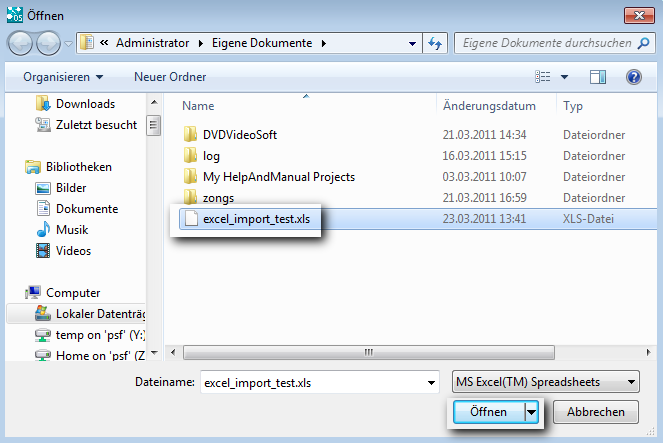 Öffnen
« Administrator Eigene Dokumente
Eigene Dokumente durchsuchen
Organisieren Neuer Ordner
Name Änderungsdatum Typ
Downloads
Zuletzt besucht
Bibliotheken
Bilder
Dokumente
Musik
Videos
Computer
Lokaler Datenträg
temp on 'psf' (Y:)
Home on 'psf' (Z
DVDVideoSoft 21.03.2011 14:34 Dateiordner
log 16.03.2011 15:15 Dateiordner
My HelpAndManual Projects 03.03.2011 10:07 Dateiordner
zongs 21.03.2011 16:59 Dateiordner
excel_import_test.xls 23.03.2011 13:41 XLS-Datei
Dateiname: excel_import_test.xls MS Excel(TM) Spreadsheets
Öffnen Abbrechen